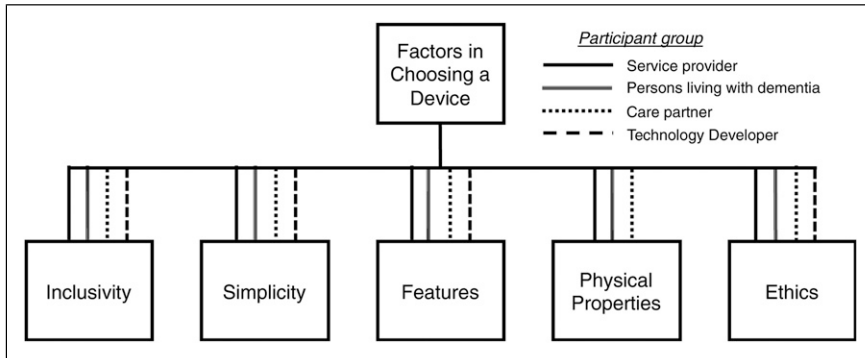 Factors in
Choosing a
Device
Participant group
Service provider
Persons living with dementia
Care partner
Technology Developer
Inclusivity
Simplicity
Features
Physical
Properties
Ethics